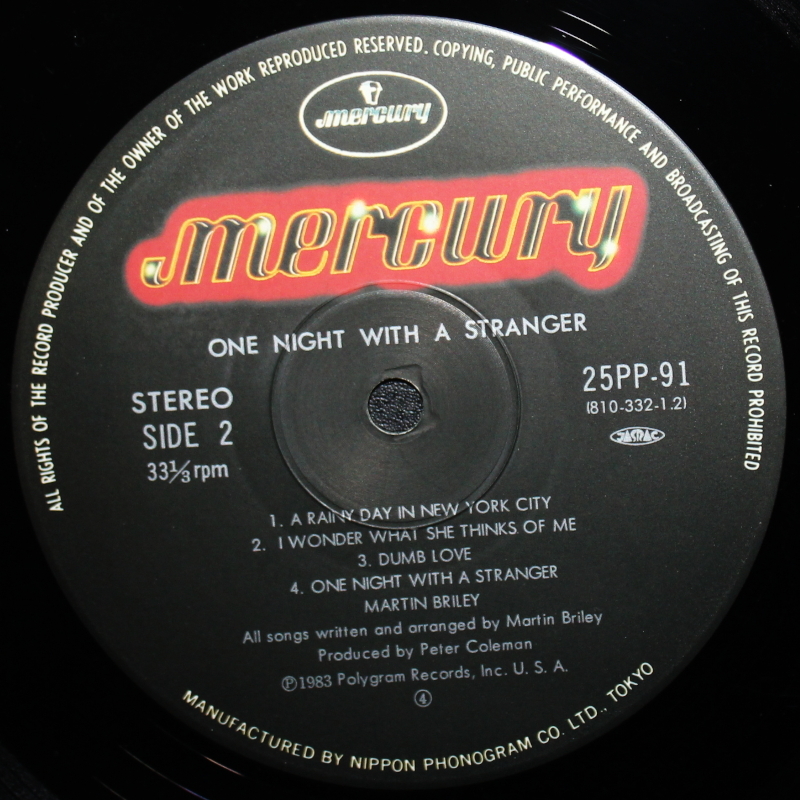 ALL RIGHTS OF THE RECORD PRODUCER AND OF THE OWNER OF THE WORK REPRODUCED RESERVED. COPYING, PUBLIC PERFORMANCE AND BROADCASTING OF THIS RECORD PROHIBITED
mercury
mercury
ONE NIGHT WITH A STRANGER
STEREO
SIDE 2
33⅓rpm
25PP-91
(810-332-1.2)
JASRAC
1. A RAINY DAY IN NEW YORK CITY
2. I WONDER WHAT SHE THINKS OF ME
3. DUMB LOVE
4. ONE NIGHT WITH A STRANGER
MARTIN BRILEY
All songs written and arranged by Martin Briley
Produced by Peter Coleman
℗1983 Polygram Records, Inc. U. S. A.
④
MANUFACTURED BY NIPPON PHONOGRAM CO. LTD., TOKYO